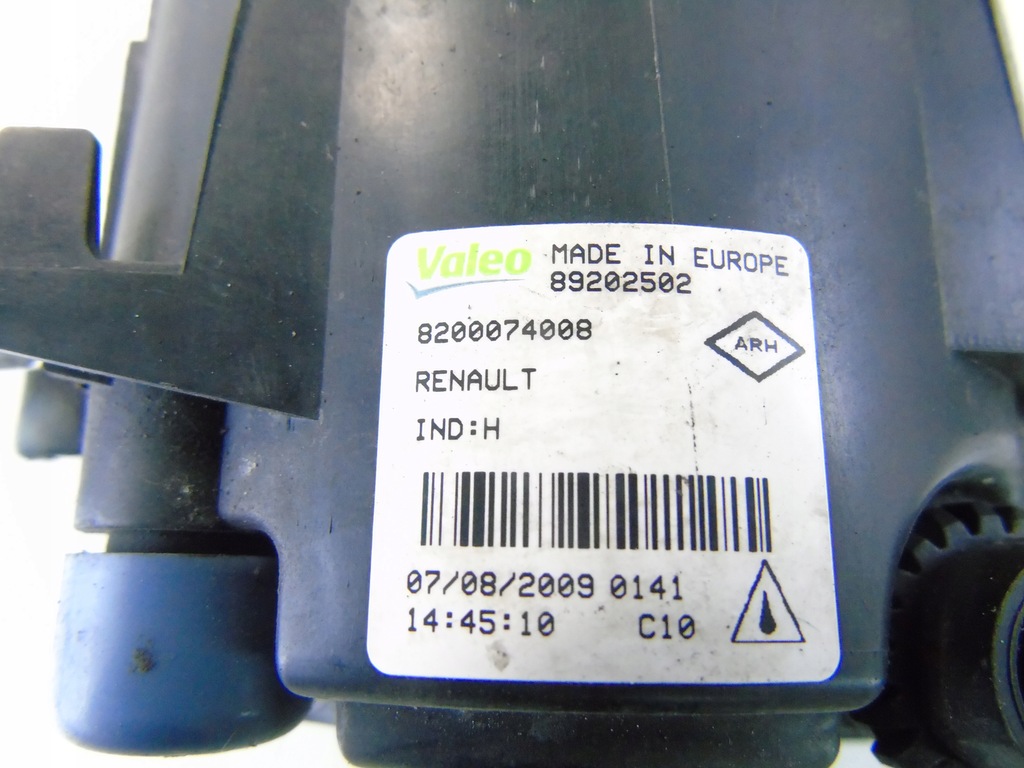 Valeo MADE IN EUROPE
89202502
8200074008
ARH
RENAULT
IND:H
07/08/2009 0141
14:45:10 C10